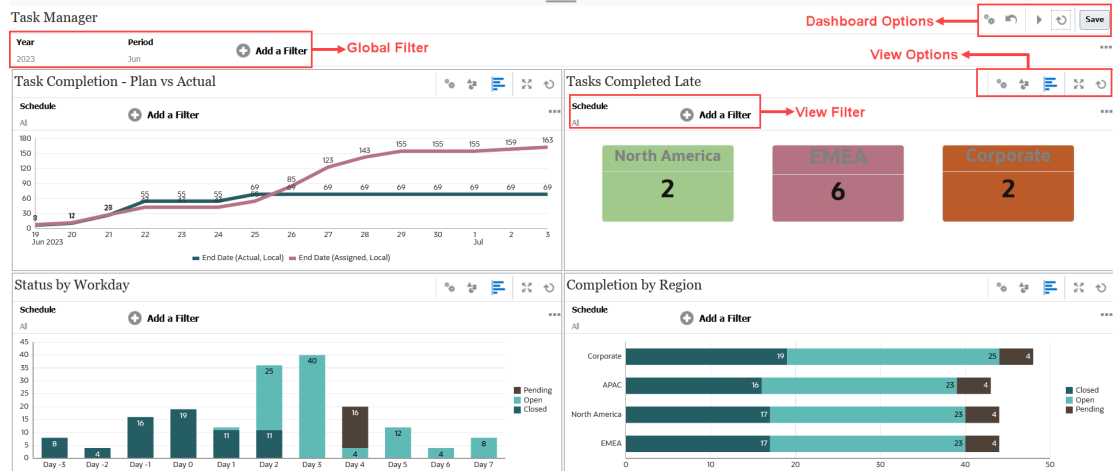 Task Manager
Dashboard Options
Save
Year
Period
2023
Jun
Add a Filter
Global Filter
View Options
Task Completion - Plan vs Actual
Schedule
All
Add a Filter
180
150
120
90
60
30
0
8
12
28
55
55
55
69
69
69
69
69
69
69
69
69
55
85
123
143
155
155
155
159
163
19
20
21
22
23
24
25
26
27
28
29
30
1
2
3
Jun 2023
Jul
End Date (Actual, Local)
End Date (Assigned, Local)
Tasks Completed Late
Schedule
All
Add a Filter
View Filter
North America
2
EMEA
6
Corporate
2
Status by Workday
Schedule
All
Add a Filter
45
40
35
30
25
20
15
10
5
0
8
4
16
19
11
11
25
40
16
4
12
4
8
Day -3
Day -2
Day -1
Day 0
Day 1
Day 2
Day 3
Day 4
Day 5
Day 6
Day 7
Pending
Open
Closed
Completion by Region
Schedule
All
Add a Filter
Corporate
19
25
4
APAC
16
23
4
North America
17
23
4
EMEA
17
23
4
0
10
20
30
40
50
Closed
Open
Pending